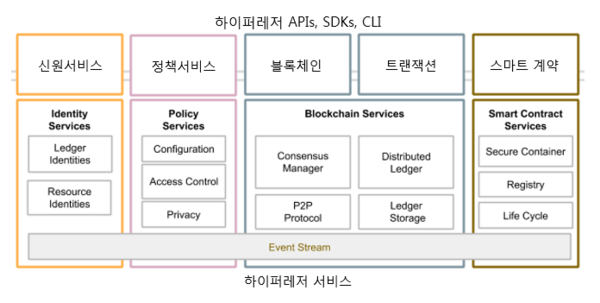 하이퍼레저 APIs, SDKs, CLI
신원서비스
정책서비스
블록체인
트랜잭션
스마트 계약
Identity
Services
Ledger
Identities
Resource
Identities
Policy
Services
Configuration
Access Control
Privacy
Blockchain Services
Consensus
Manager
Distributed
Ledger
P2P
Protocol
Ledger
Storage
Smart Contract
Services
Secure Container
Registry
Life Cycle
Event Stream
하이퍼레저 서비스